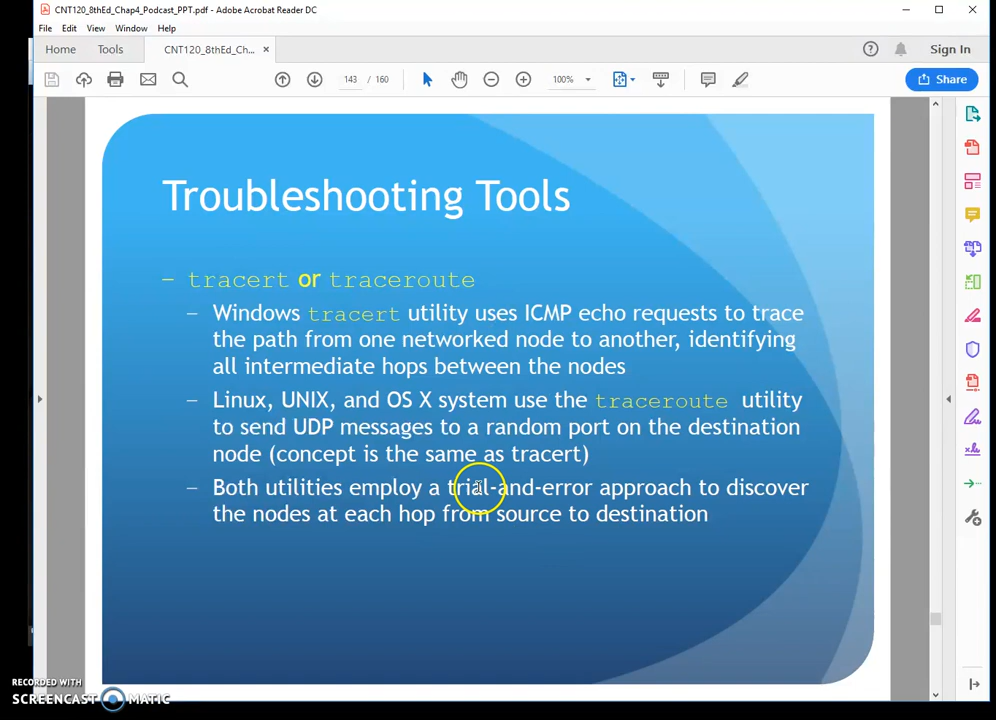 CNT120_8thEd_Chap4_Podcast_PPT.pdf - Adobe Acrobat Reader DC
File Edit View Window Help
Home Tools CNT120_8thEd_Ch... × Sign In
143 / 160 100% Share
Troubleshooting Tools
– tracert or traceroute
– Windows tracert utility uses ICMP echo requests to trace
the path from one networked node to another, identifying
all intermediate hops between the nodes
– Linux, UNIX, and OS X system use the traceroute utility
to send UDP messages to a random port on the destination
node (concept is the same as tracert)
– Both utilities employ a trial-and-error approach to discover
the nodes at each hop from source to destination
RECORDED WITH
SCREENCAST MATIC